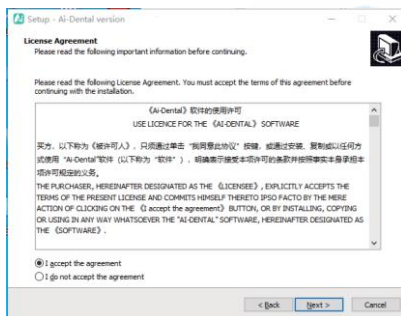 Setup - Ai-Dental version
License Agreement
Please read the following important information before continuing.
Please read the following License Agreement. You must accept the terms of this agreement before
continuing with the installation.
《Ai-Dental》软件的使用许可
USE LICENCE FOR THE 《AI-DENTAL》 SOFTWARE
买方，以下称为《被许可人》，只须通过单击 "我同意此协议" 按键，或通过安装、复制或以任何方
式使用 "Ai-Dental"软件（以下称为 "软件"），明确表示接受本项许可的条款并按照事实本身承担本
项许可规定的义务。
THE PURCHASER, HEREINAFTER DESIGNATED AS THE 《LICENSEE》, EXPLICITLY ACCEPTS THE
TERMS OF THE PRESENT LICENSE AND COMMITS HIMSELF THERETO IPSO FACTO BY THE MERE
ACTION OF CLICKING ON THE 《I accept the agreement》 BUTTON, OR BY INSTALLING, COPYING
OR USING IN ANY WAY WHATSOEVER THE "AI-DENTAL" SOFTWARE, HEREINAFTER DESIGNATED AS
THE 《SOFTWARE》.
I accept the agreement
I do not accept the agreement
< Back Next > Cancel